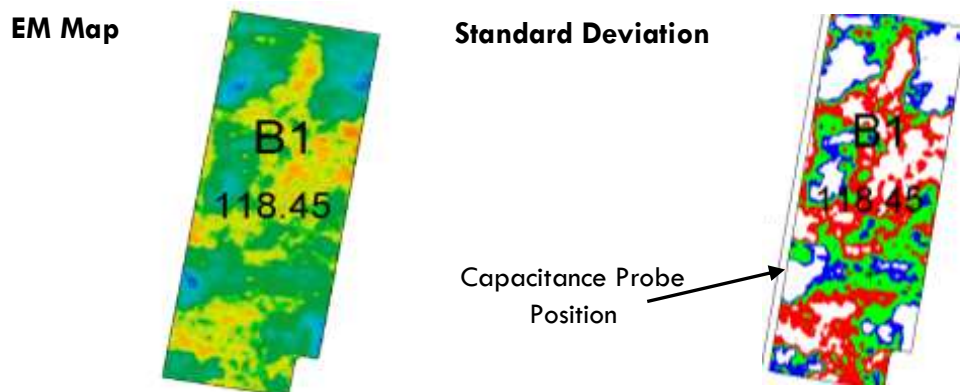 EM Map
Standard Deviation
B1
118.45
B1
118.45
Capacitance Probe
Position